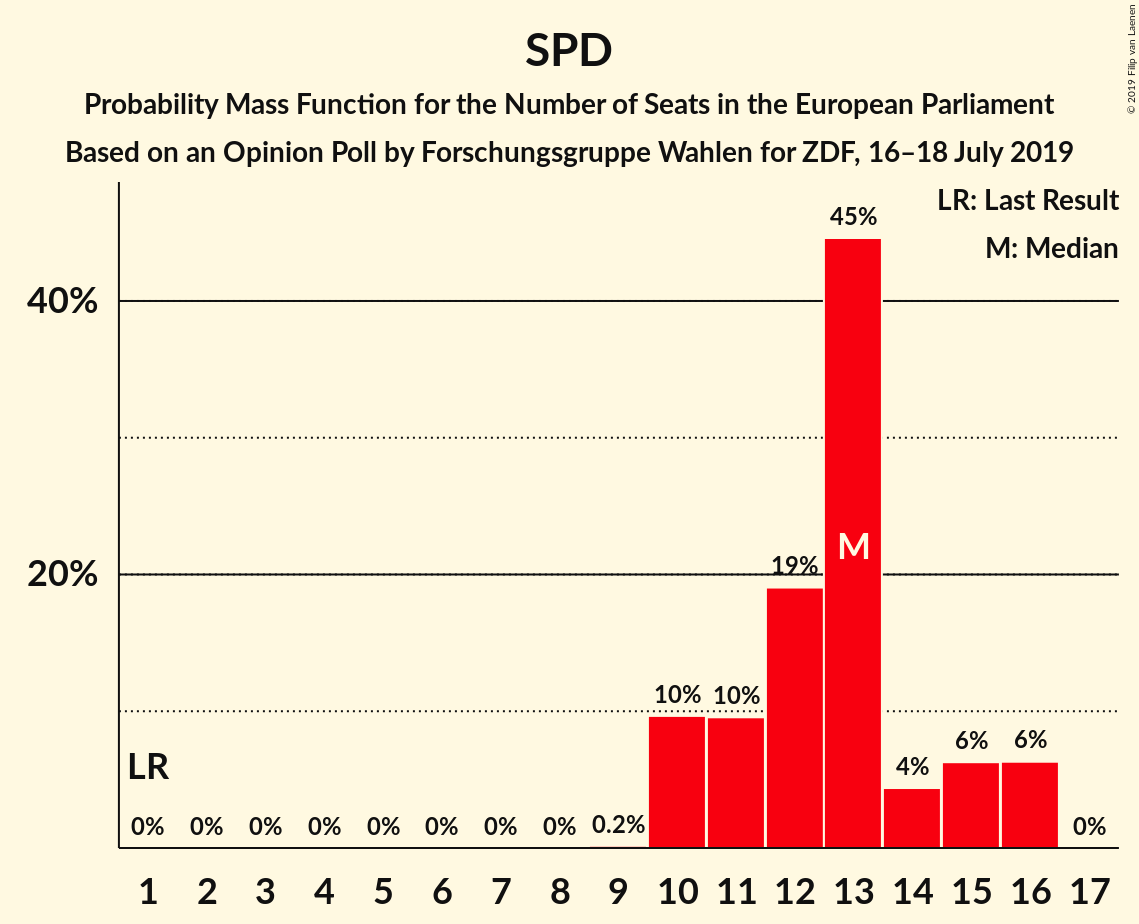 SPD
Probability Mass Function for the Number of Seats in the European Parliament
Based on an Opinion Poll by Forschungsgruppe Wahlen for ZDF, 16–18 July 2019
© 2019 Filip van Laenen
LR: Last Result
M: Median
40%
20%
LR
0% 0% 0% 0% 0% 0% 0% 0% 0.2% 10% 10% 19% 45% 4% 6% 6% 0%
M
1 2 3 4 5 6 7 8 9 10 11 12 13 14 15 16 17